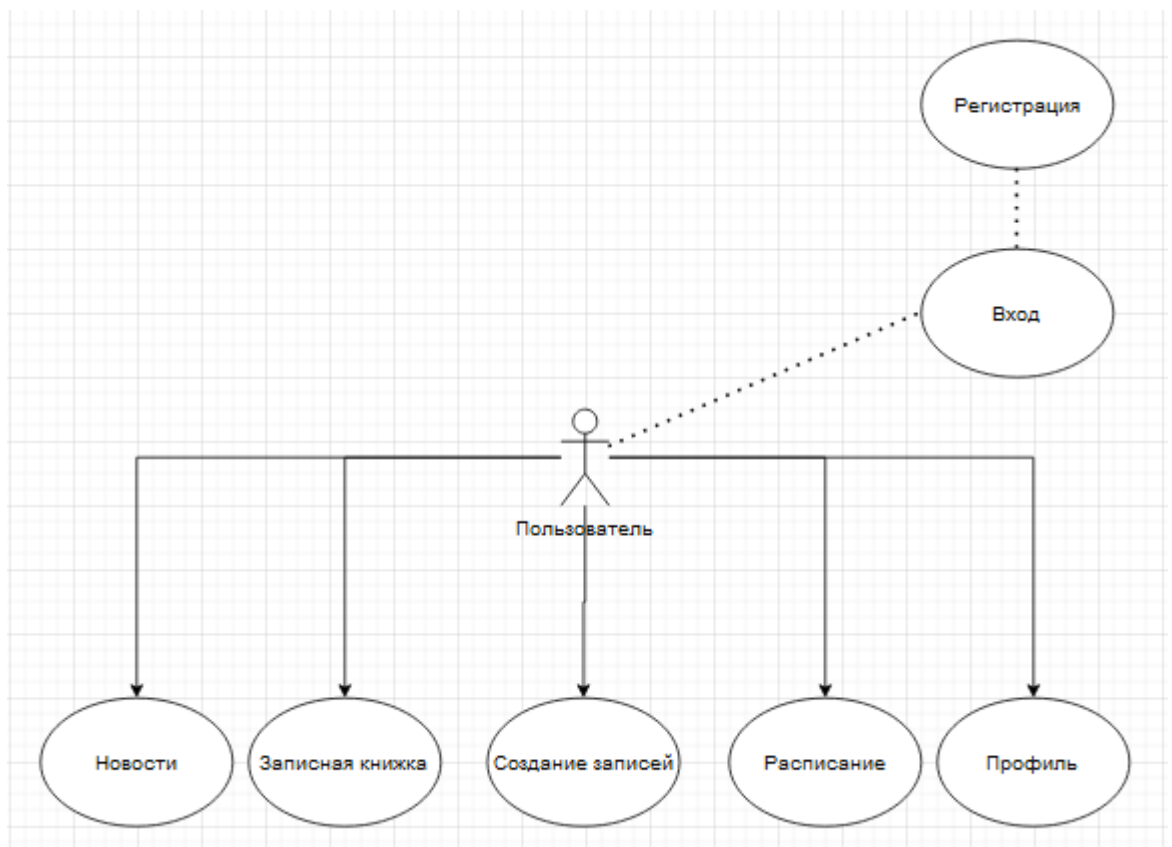 Регистрация
Вход
Пользователь
Новости
Записная книжка
Создание записей
Расписание
Профиль